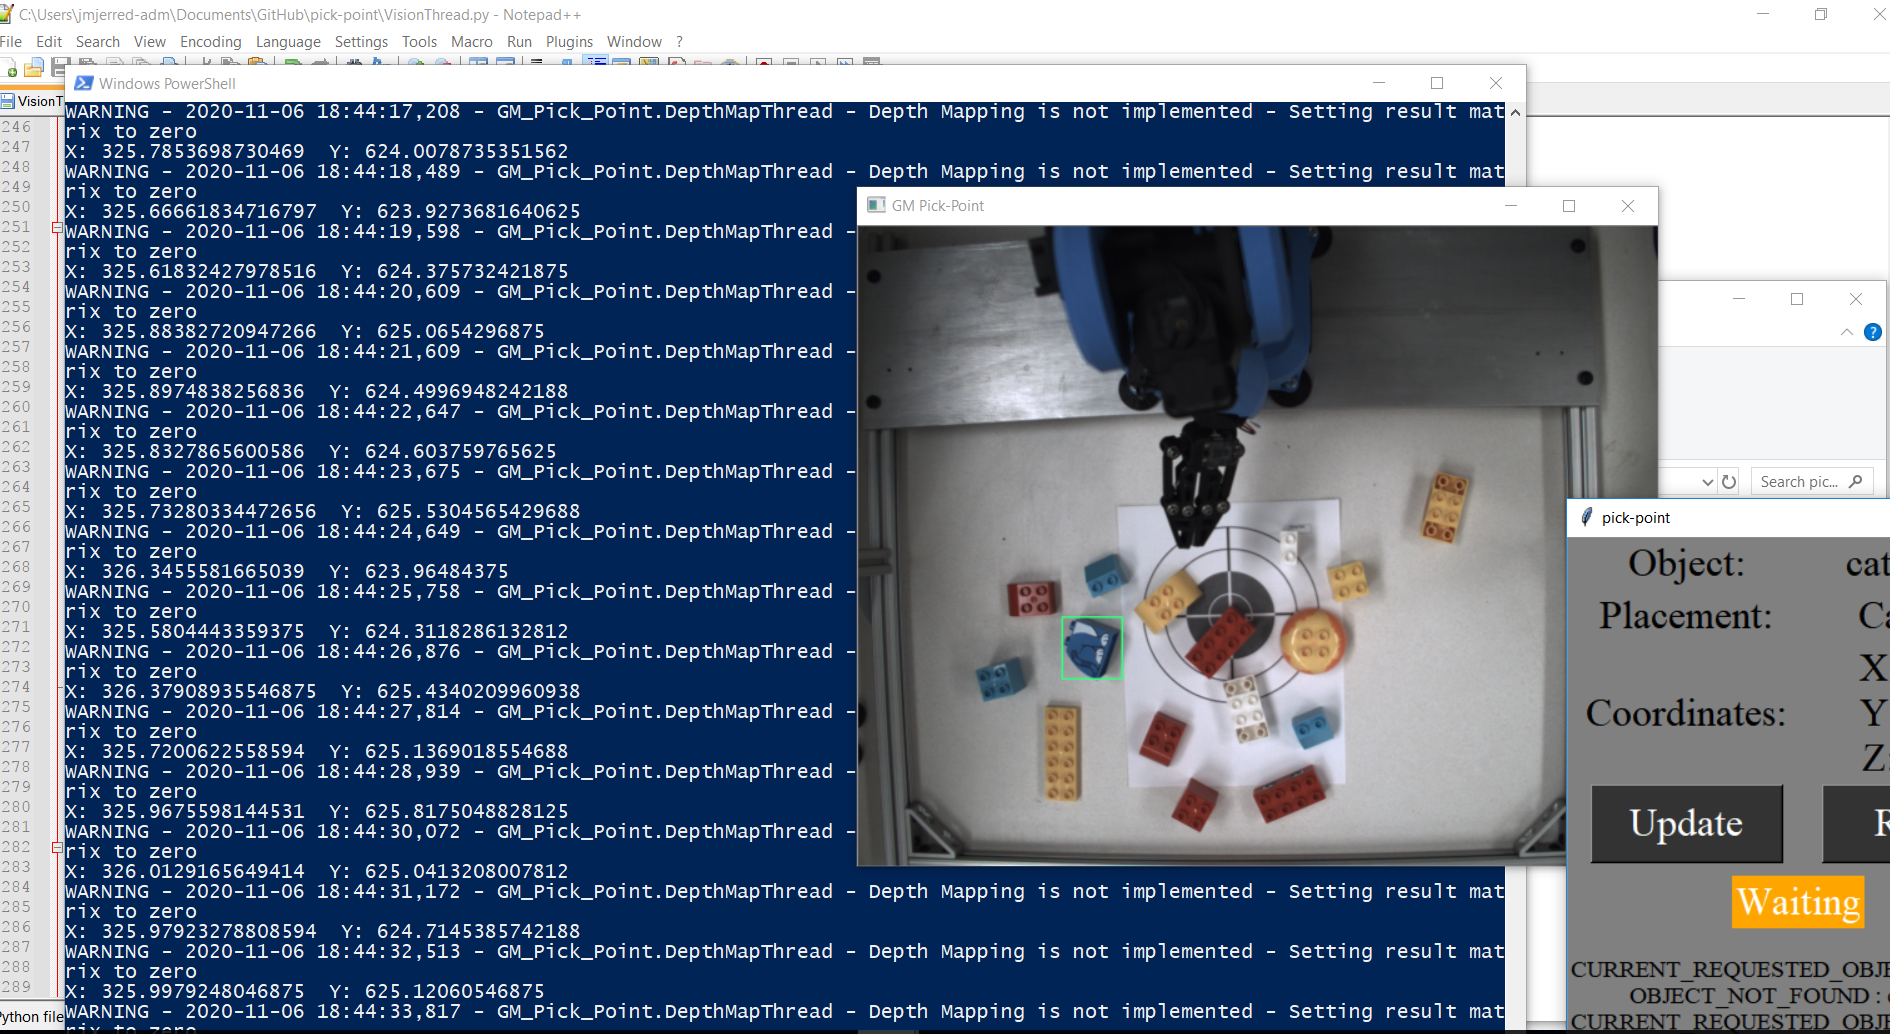 C:\Users\jmjerred-adm\Documents\GitHub\pick-point\VisionThread.py - Notepad++
File Edit Search View Encoding Language Settings Tools Macro Run Plugins Window ?
VisionT
Windows PowerShell
246
247
248
249
250
251
252
253
254
255
256
257
258
259
260
261
262
263
264
265
266
267
268
269
270
271
272
273
274
275
276
277
278
279
280
281
282
283
284
285
286
287
288
289
ython file
WARNING - 2020-11-06 18:44:17,208 - GM_Pick_Point.DepthMapThread - Depth Mapping is not implemented - Setting result mat
rix to zero
X: 325.7853698730469  Y: 624.0078735351562
WARNING - 2020-11-06 18:44:18,489 - GM_Pick_Point.DepthMapThread - Depth Mapping is not implemented - Setting result mat
rix to zero
X: 325.66661834716797  Y: 623.9273681640625
WARNING - 2020-11-06 18:44:19,598 - GM_Pick_Point.DepthMapThread -
rix to zero
X: 325.61832427978516  Y: 624.375732421875
WARNING - 2020-11-06 18:44:20,609 - GM_Pick_Point.DepthMapThread -
rix to zero
X: 325.88382720947266  Y: 625.0654296875
WARNING - 2020-11-06 18:44:21,609 - GM_Pick_Point.DepthMapThread -
rix to zero
X: 325.8974838256836  Y: 624.4996948242188
WARNING - 2020-11-06 18:44:22,647 - GM_Pick_Point.DepthMapThread -
rix to zero
X: 325.8327865600586  Y: 624.603759765625
WARNING - 2020-11-06 18:44:23,675 - GM_Pick_Point.DepthMapThread -
rix to zero
X: 325.73280334472656  Y: 625.5304565429688
WARNING - 2020-11-06 18:44:24,649 - GM_Pick_Point.DepthMapThread -
rix to zero
X: 326.3455581665039  Y: 623.96484375
WARNING - 2020-11-06 18:44:25,758 - GM_Pick_Point.DepthMapThread -
rix to zero
X: 325.5804443359375  Y: 624.3118286132812
WARNING - 2020-11-06 18:44:26,876 - GM_Pick_Point.DepthMapThread -
rix to zero
X: 326.37908935546875  Y: 625.4340209960938
WARNING - 2020-11-06 18:44:27,814 - GM_Pick_Point.DepthMapThread -
rix to zero
X: 325.7200622558594  Y: 625.1369018554688
WARNING - 2020-11-06 18:44:28,939 - GM_Pick_Point.DepthMapThread -
rix to zero
X: 325.9675598144531  Y: 625.8175048828125
WARNING - 2020-11-06 18:44:30,072 - GM_Pick_Point.DepthMapThread -
rix to zero
X: 326.0129165649414  Y: 625.0413208007812
WARNING - 2020-11-06 18:44:31,172 - GM_Pick_Point.DepthMapThread - Depth Mapping is not implemented - Setting result mat
rix to zero
X: 325.97923278808594  Y: 624.7145385742188
WARNING - 2020-11-06 18:44:32,513 - GM_Pick_Point.DepthMapThread - Depth Mapping is not implemented - Setting result mat
rix to zero
X: 325.9979248046875  Y: 625.12060546875
WARNING - 2020-11-06 18:44:33,817 - GM_Pick_Point.DepthMapThread - Depth Mapping is not implemented - Setting result mat
rix to zero
GM Pick-Point
Search pic...
pick-point
Object: cat
Placement: Ca
X
Coordinates: Y
Z:
Update R
Waiting
CURRENT_REQUESTED_OBJE
OBJECT_NOT_FOUND :
CURRENT_REQUESTED_OBJE